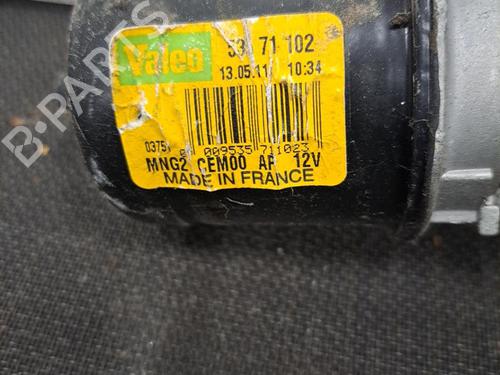 Valeo
53 71 102
13.05.11 10:34
0375
009535 711023
MNG2 CEM00 AP 12V
MADE IN FRANCE
B-PARTS